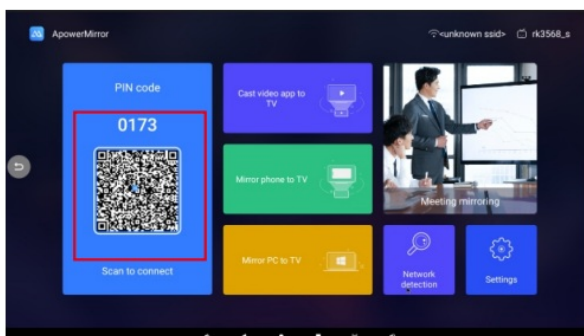 ApowerMirror
<unknown ssid>
rk3568_s
PIN code
0173
Scan to connect
Cast video app to
TV
Mirror phone to TV
Mirror PC to TV
Meeting mirroring
Network
detection
Settings